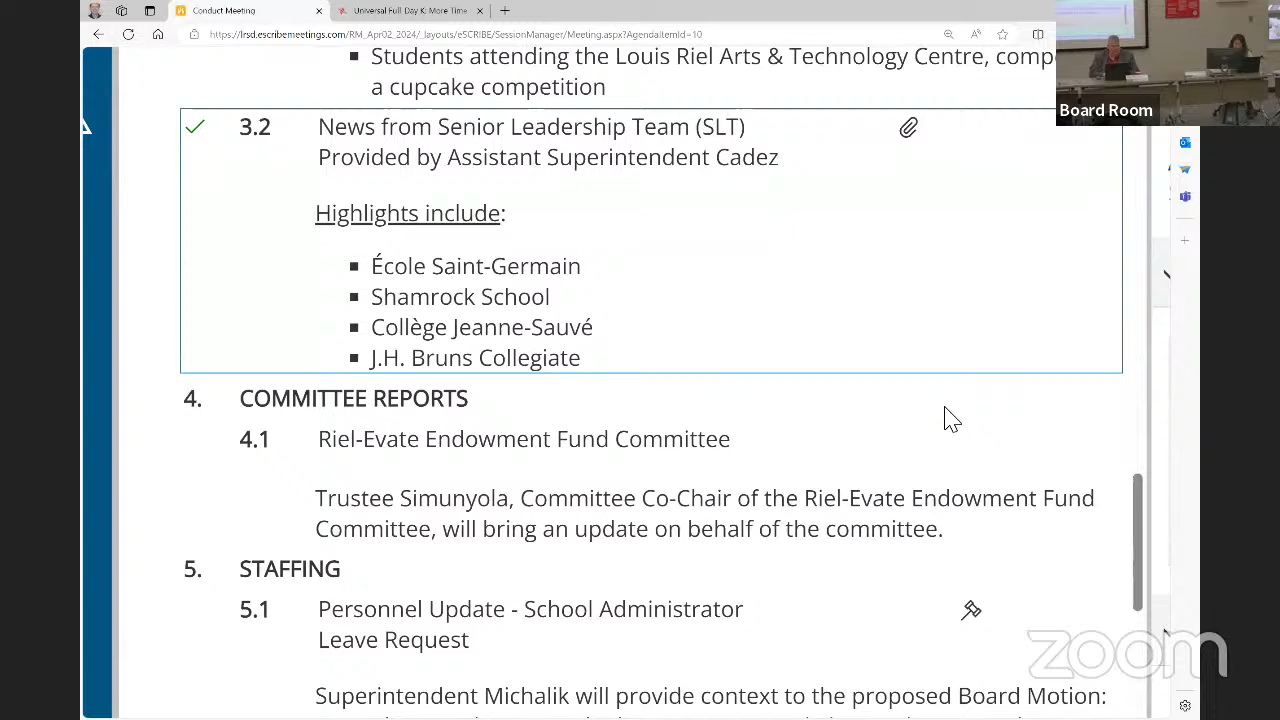 Conduct Meeting
Universal Full Day K: More Time
https://lrsd.escribemeetings.com/RM_Apr02_2024/_layouts/eSCRIBE/SessionManager/Meeting.aspx?AgendaItemID=10
Board Room
Students attending the Louis Riel Arts & Technology Centre, comp
a cupcake competition
3.2 News from Senior Leadership Team (SLT)
Provided by Assistant Superintendent Cadez
Highlights include:
École Saint-Germain
Shamrock School
Collège Jeanne-Sauvé
J.H. Bruns Collegiate
4. COMMITTEE REPORTS
4.1 Riel-Evate Endowment Fund Committee
Trustee Simunyola, Committee Co-Chair of the Riel-Evate Endowment Fund
Committee, will bring an update on behalf of the committee.
5. STAFFING
5.1 Personnel Update - School Administrator
Leave Request
zoom
Superintendent Michalik will provide context to the proposed Board Motion: